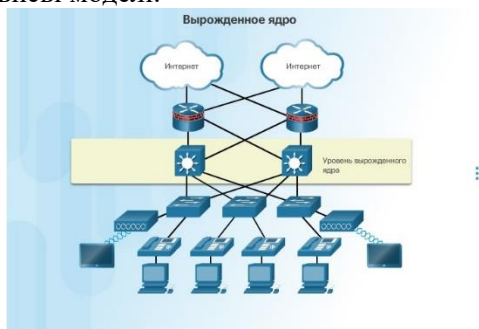 Вырожденное ядро
Интернет
Интернет
Уровень вырожденного
ядра